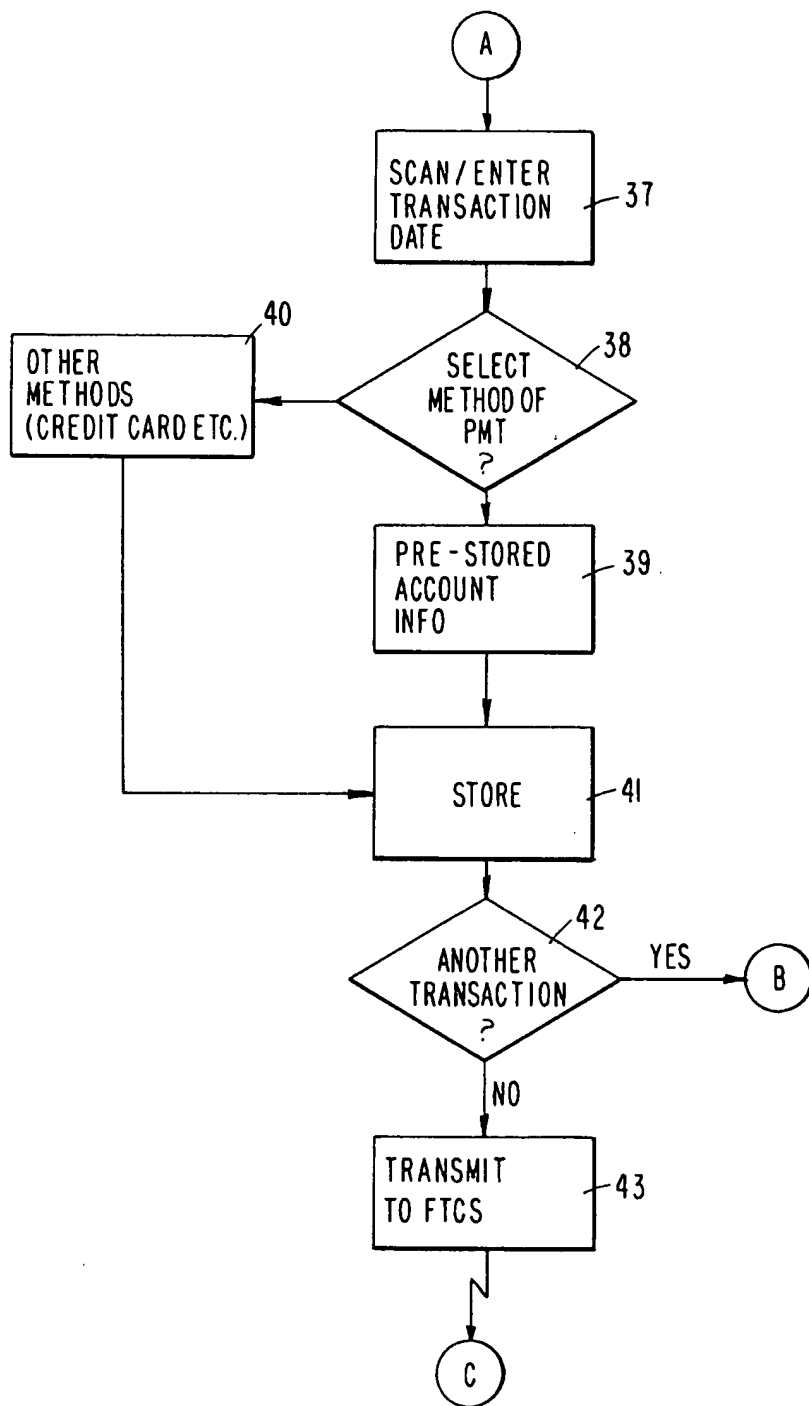 A
SCAN/ENTER
TRANSACTION
DATE
37
40
OTHER
METHODS
(CREDIT CARD ETC.)
38
SELECT
METHOD OF
PMT
?
PRE-STORED
ACCOUNT
INFO
39
STORE
41
42
ANOTHER
TRANSACTION
?
YES
B
NO
TRANSMIT
TO FTCS
43
C